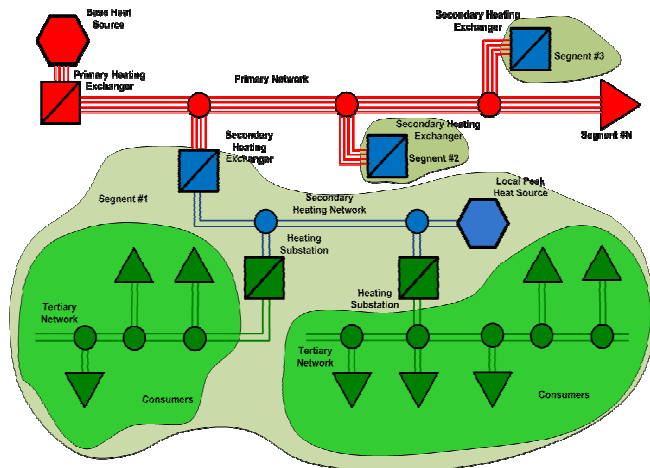 Base Heat
Source
Primary Heating
Exchanger
Primary Network
Secondary Heating
Exchanger
Segment #3
Segment #N
Secondary
Heating
Exchanger
Secondary Heating
Exchanger
Segment #2
Segment #1
Secondary
Heating Network
Local Peak
Heat Source
Heating
Substation
Heating
Substation
Tertiary
Network
Tertiary
Network
Consumers
Consumers